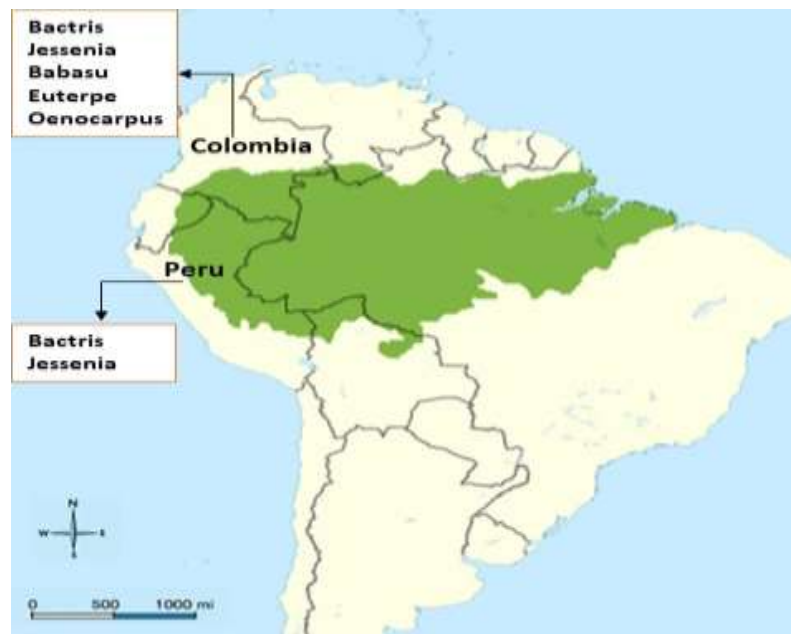 Bactris
Jessenia
Babasu
Euterpe
Oenocarpus
Colombia
Peru
Bactris
Jessenia
N
W E
S
0 500 1000 mi